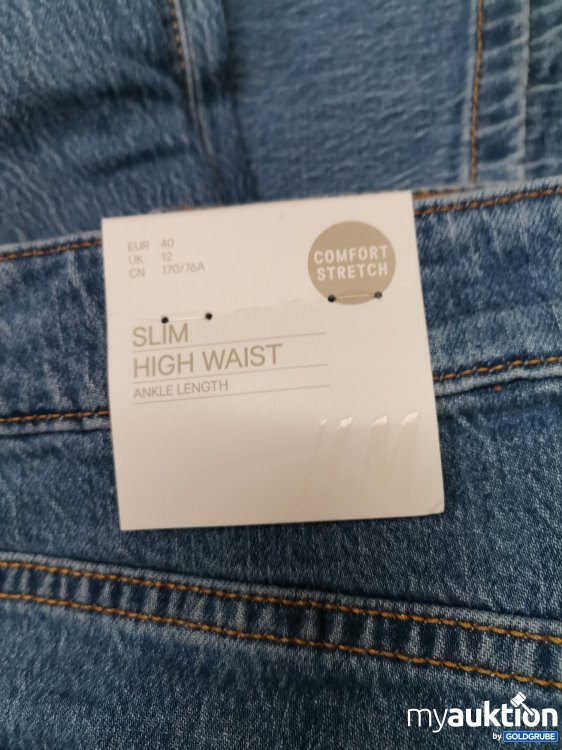 EUR 40
UK 12
CN 170/76A
COMFORT
STRETCH
SLIM
HIGH WAIST
ANKLE LENGTH
H&M
myauktion
by GOLDGRUBE